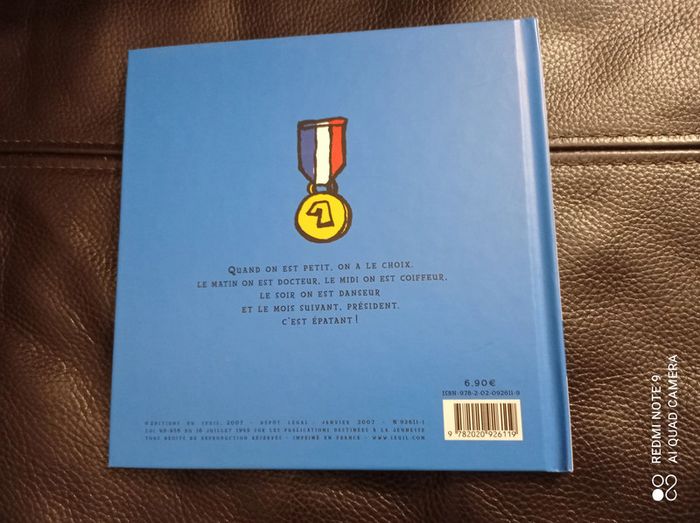 1
QUAND ON EST PETIT, ON A LE CHOIX.
LE MATIN ON EST DOCTEUR, LE MIDI ON EST COIFFEUR,
LE SOIR ON EST DANSEUR
ET LE MOIS SUIVANT, PRÉSIDENT.
C'EST ÉPATANT !
6.90€
ISBN-978-2-02-092611-9
© ÉDITIONS DU SEUIL, 2007 - DÉPÔT LÉGAL - JANVIER 2007 - N°92611-1
LOI 49-956 DU 16 JUILLET 1949 SUR LES PUBLICATIONS DESTINÉES À LA JEUNESSE
TOUS DROITS DE REPRODUCTION RÉSERVÉS - IMPRIMÉ EN FRANCE - WWW.SEUIL.COM
9 782020 926119
REDMI NOTE 9
AI QUAD CAMERA